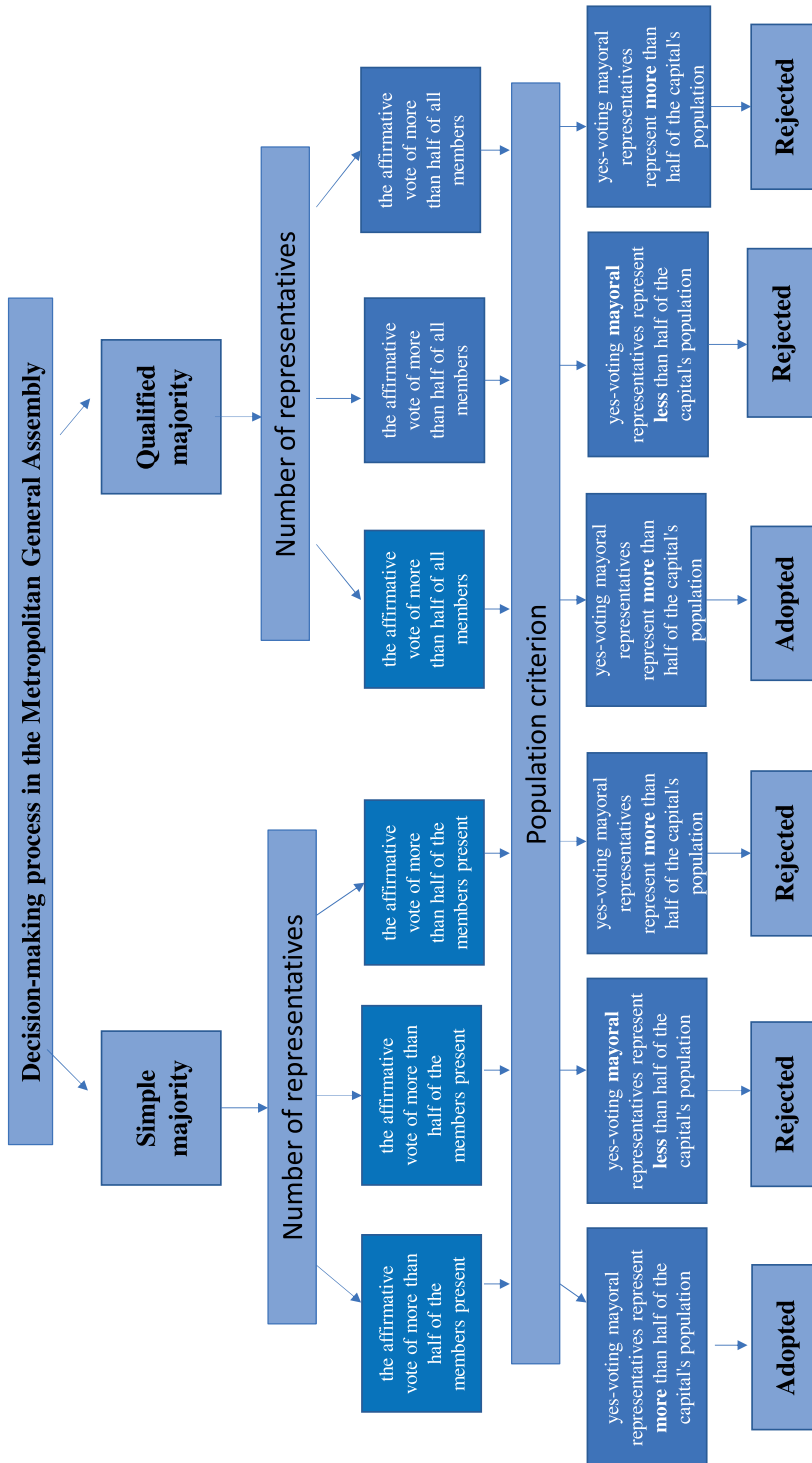 Decision-making process in the Metropolitan General Assembly
Simple
majority
Qualified
majority
Number of representatives
Number of representatives
the affirmative
vote of more than
half of the
members present
the affirmative
vote of more than
half of the
members present
the affirmative
vote of more
than half of the
members present
the affirmative
vote of more
than half of all
members
the affirmative
vote of more
than half of all
members
the affirmative
vote of more
than half of all
members
Population criterion
yes-voting mayoral
representatives represent
more than half of the
capital's population
yes-voting mayoral
representatives represent
less than half of the
capital's population
yes-voting mayoral
representatives
represent more than
half of the capital's
population
yes-voting mayoral
representatives
represent more than
half of the capital's
population
yes-voting mayoral
representatives represent
less than half of the
capital's population
yes-voting mayoral
representatives
represent more than
half of the capital's
population
Adopted
Rejected
Rejected
Adopted
Rejected
Rejected